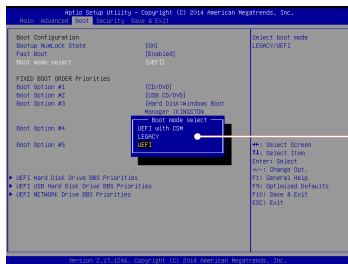 Aptio Setup Utility - Copyright (C) 2014 American Megatrends, Inc.
Main Advanced Boot Security Save & Exit
Boot Configuration
Bootup NumLock State [On]
Fast Boot [Enabled]
Boot mode select [UEFI]
FIXED BOOT ORDER Priorities
Boot Option #1 [CD/DVD]
Boot Option #2 [USB CD/DVD]
Boot Option #3 [Hard Disk:Windows Boot
Manager (KINGSTON
Boot Option #4
Boot Option #5
Boot mode select
UEFI with CSM
LEGACY
UEFI
UEFI Hard Disk Drive BBS Priorities
UEFI USB Hard Disk Drive BBS Priorities
UEFI NETWORK Drive BBS Priorities
Select boot mode
LEGACY/UEFI
↔: Select Screen
↑↓: Select Item
Enter: Select
+/-: Change Opt.
F1: General Help
F9: Optimized Defaults
F10: Save & Exit
ESC: Exit
Version 2.17.1246. Copyright (C) 2014 American Megatrends, Inc.